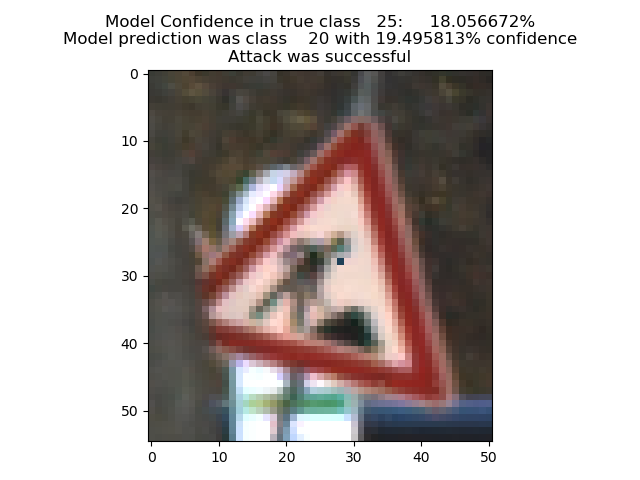 Model Confidence in true class 25: 18.056672%
Model prediction was class 20 with 19.495813% confidence
Attack was successful
0
10
20
30
40
50
0 10 20 30 40 50